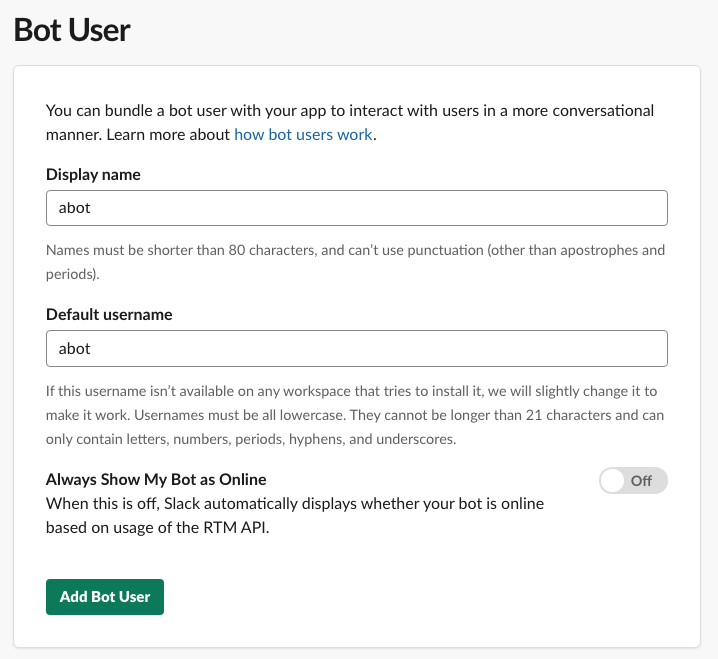 Bot User
You can bundle a bot user with your app to interact with users in a more conversational
manner. Learn more about how bot users work.
Display name
abot
Names must be shorter than 80 characters, and can’t use punctuation (other than apostrophes and
periods).
Default username
abot
If this username isn’t available on any workspace that tries to install it, we will slightly change it to
make it work. Usernames must be all lowercase. They cannot be longer than 21 characters and can
only contain letters, numbers, periods, hyphens, and underscores.
Always Show My Bot as Online
Off
When this is off, Slack automatically displays whether your bot is online
based on usage of the RTM API.
Add Bot User